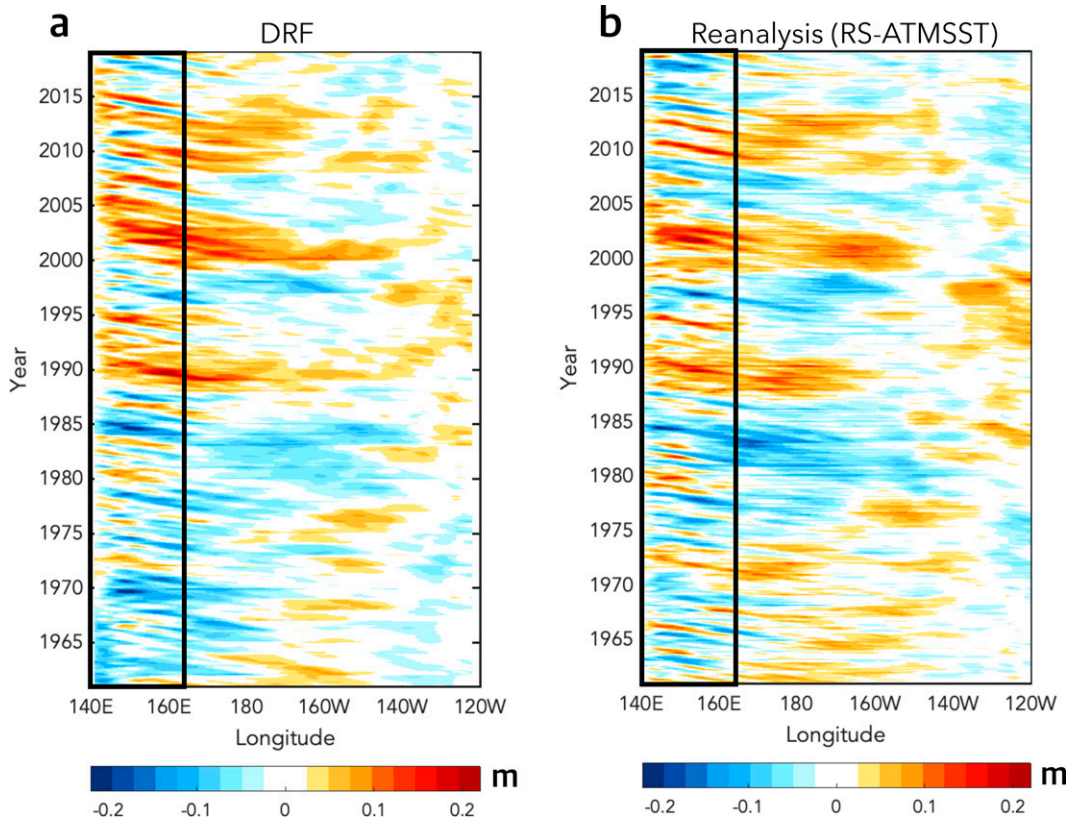 a
DRF
2015
2010
2005
2000
1995
1990
1985
1980
1975
1970
1965
Year
140E 160E 180 160W 140W 120W
Longitude
-0.2 -0.1 0 0.1 0.2
m
b
Reanalysis (RS-ATMSST)
2015
2010
2005
2000
1995
1990
1985
1980
1975
1970
1965
Year
140E 160E 180 160W 140W 120W
Longitude
-0.2 -0.1 0 0.1 0.2
m